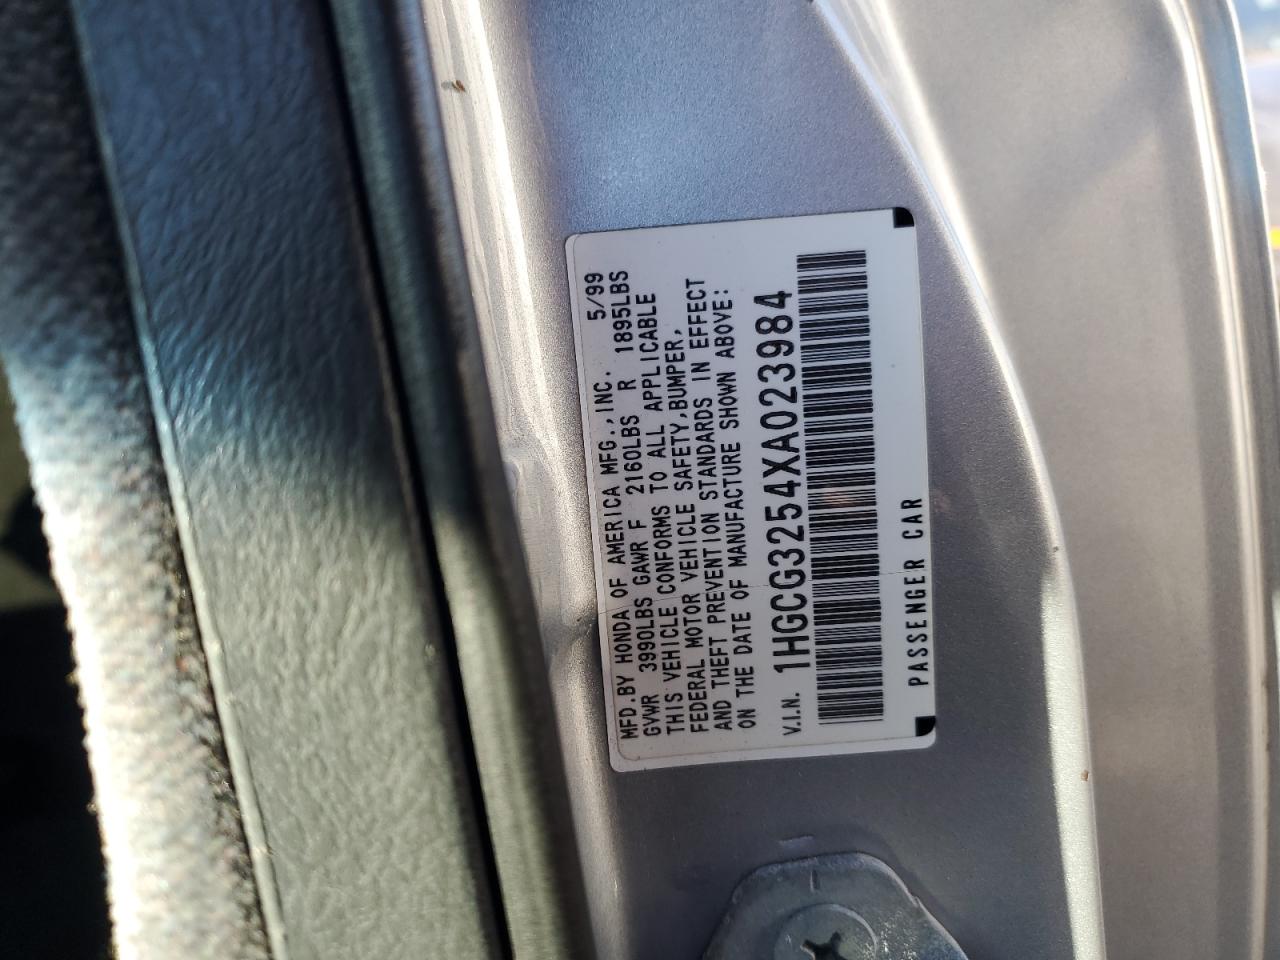 MFD.BY HONDA OF AMERICA MFG.,INC. 5/99
GVWR 3990LBS GAWR F 2160LBS R 1895LBS
THIS VEHICLE CONFORMS TO ALL APPLICABLE
FEDERAL MOTOR VEHICLE SAFETY,BUMPER,
AND THEFT PREVENTION STANDARDS IN EFFECT
ON THE DATE OF MANUFACTURE SHOWN ABOVE:
V.I.N. 1HGCG3254XA023984
PASSENGER CAR